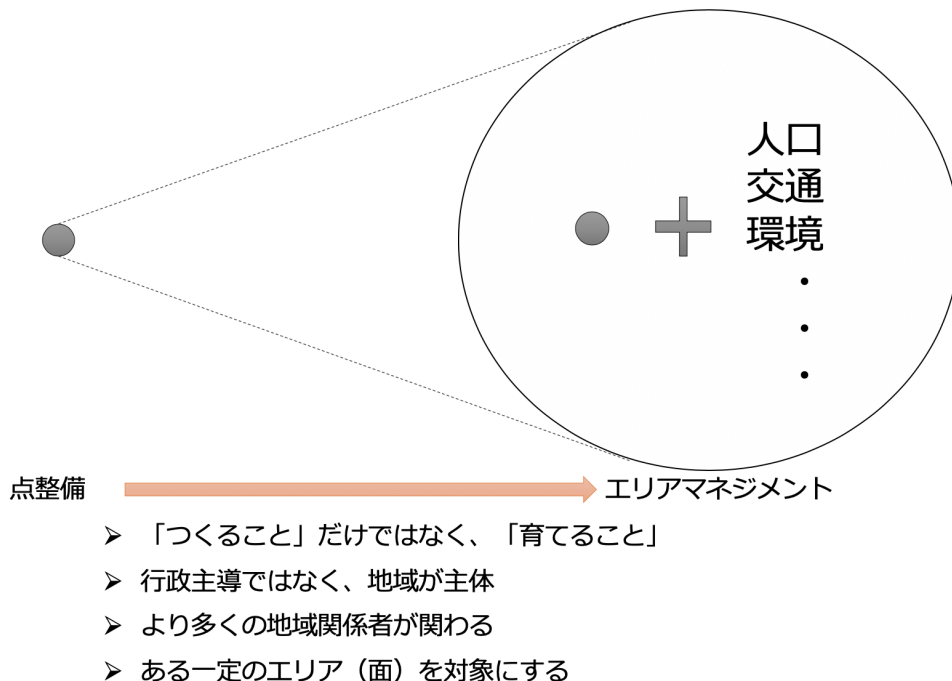 人口
交通
環境
・
・
・
点整備
エリアマネジメント
➢ 「つくること」だけではなく、「育てること」
➢ 行政主導ではなく、地域が主体
➢ より多くの地域関係者が関わる
➢ ある一定のエリア（面）を対象にする